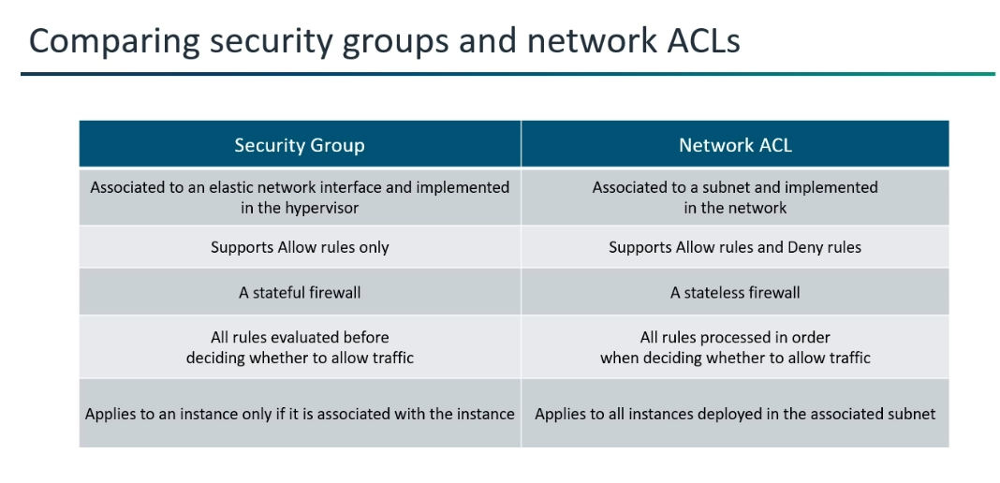 Comparing security groups and network ACLs
Security Group
Network ACL
Associated to an elastic network interface and implemented
in the hypervisor
Associated to a subnet and implemented
in the network
Supports Allow rules only
Supports Allow rules and Deny rules
A stateful firewall
A stateless firewall
All rules evaluated before
deciding whether to allow traffic
All rules processed in order
when deciding whether to allow traffic
Applies to an instance only if it is associated with the instance
Applies to all instances deployed in the associated subnet